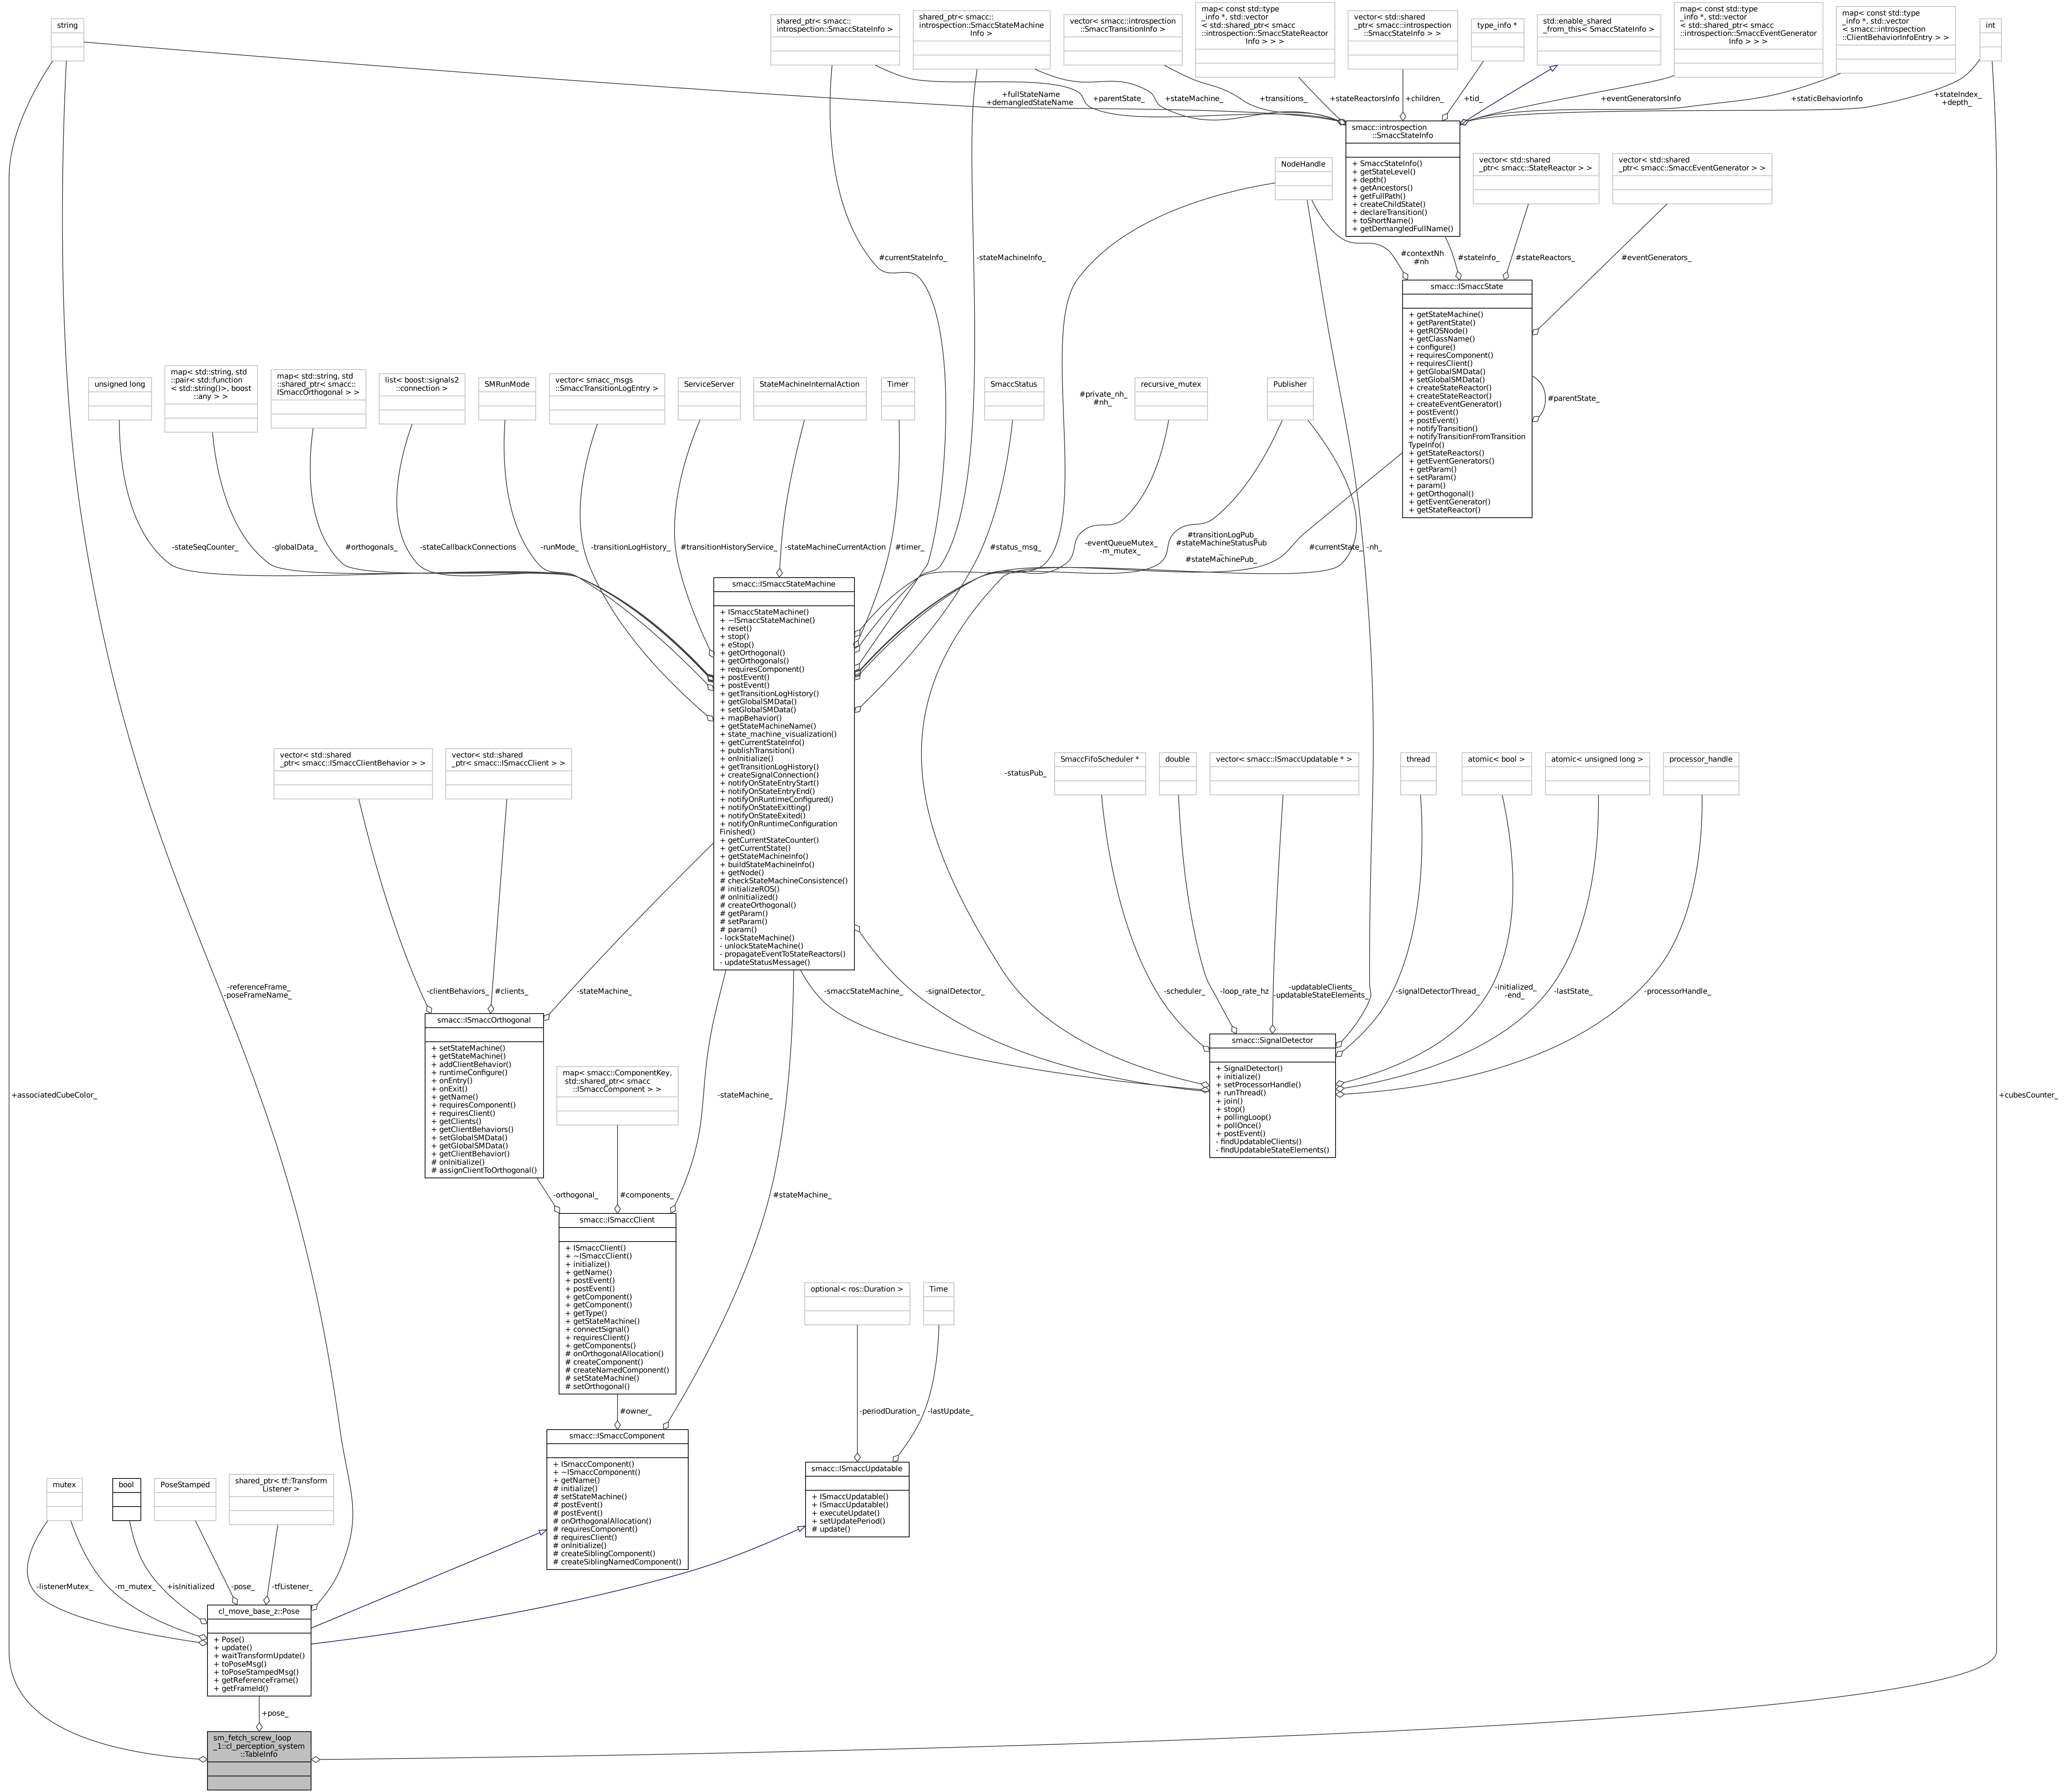 string
shared_ptr< smacc::
introspection::SmaccStateInfo >
shared_ptr< smacc::
introspection::SmaccStateMachine
Info >
vector< smacc::introspection
::SmaccTransitionInfo >
map< const std::type
_info *, std::vector
< std::shared_ptr< smacc
::introspection::SmaccStateReactor
Info > > >
vector< std::shared
_ptr< smacc::introspection
::SmaccStateInfo > >
type_info *
std::enable_shared
_from_this< SmaccStateInfo >
map< const std::type
_info *, std::vector
< std::shared_ptr< smacc
::introspection::SmaccEventGenerator
Info > > >
map< const std::type
_info *, std::vector
< smacc::introspection
::ClientBehaviorInfoEntry > >
int
+fullStateName
+demangledStateName
+parentState_
+stateMachine_
+transitions_
+stateReactorsInfo
+children_
+tid_
+eventGeneratorsInfo
+staticBehaviorInfo
+stateIndex_
+depth_
smacc::introspection
::SmaccStateInfo
+ SmaccStateInfo()
+ getStateLevel()
+ depth()
+ getAncestors()
+ getFullPath()
+ createChildState()
+ declareTransition()
+ toShortName()
+ getDemangledFullName()
NodeHandle
vector< std::shared
_ptr< smacc::StateReactor > >
vector< std::shared
_ptr< smacc::SmaccEventGenerator > >
#currentStateInfo_
-stateMachineInfo_
#contextNh
#nh
#stateInfo_
#stateReactors_
#eventGenerators_
smacc::ISmaccState
+ getStateMachine()
+ getParentState()
+ getROSNode()
+ getClassName()
+ configure()
+ requiresComponent()
+ requiresClient()
+ getGlobalSMData()
+ setGlobalSMData()
+ createStateReactor()
+ createStateReactor()
+ createEventGenerator()
+ postEvent()
+ postEvent()
+ notifyTransition()
+ notifyTransitionFromTransition
TypeInfo()
+ getStateReactors()
+ getEventGenerators()
+ getParam()
+ setParam()
+ param()
+ getOrthogonal()
+ getEventGenerator()
+ getStateReactor()
#parentState_
unsigned long
map< std::string, std
::pair< std::function
< std::string()>, boost
::any > >
map< std::string, std
::shared_ptr< smacc::
ISmaccOrthogonal > >
list< boost::signals2
::connection >
SMRunMode
vector< smacc_msgs
::SmaccTransitionLogEntry >
ServiceServer
StateMachineInternalAction
Timer
SmaccStatus
#private_nh_
#nh_
recursive_mutex
Publisher
-stateSeqCounter_
-globalData_
#orthogonals_
-stateCallbackConnections
-runMode_
-transitionLogHistory_
#transitionHistoryService_
-stateMachineCurrentAction
#timer_
#status_msg_
-eventQueueMutex_
-m_mutex_
#transitionLogPub_
#stateMachineStatusPub
_
#stateMachinePub_
#currentState_
-nh_
smacc::ISmaccStateMachine
+ ISmaccStateMachine()
+ ~ISmaccStateMachine()
+ reset()
+ stop()
+ eStop()
+ getOrthogonal()
+ getOrthogonals()
+ requiresComponent()
+ postEvent()
+ postEvent()
+ getTransitionLogHistory()
+ getGlobalSMData()
+ setGlobalSMData()
+ mapBehavior()
+ getStateMachineName()
+ state_machine_visualization()
+ getCurrentStateInfo()
+ publishTransition()
+ onInitialize()
+ getTransitionLogHistory()
+ createSignalConnection()
+ notifyOnStateEntryStart()
+ notifyOnStateEntryEnd()
+ notifyOnRuntimeConfigured()
+ notifyOnStateExitting()
+ notifyOnStateExited()
+ notifyOnRuntimeConfiguration
Finished()
+ getCurrentStateCounter()
+ getCurrentState()
+ getStateMachineInfo()
+ buildStateMachineInfo()
+ getNode()
# checkStateMachineConsistence()
# initializeROS()
# onInitialized()
# createOrthogonal()
# getParam()
# setParam()
# param()
- lockStateMachine()
- unlockStateMachine()
- propagateEventToStateReactors()
- updateStatusMessage()
vector< std::shared
_ptr< smacc::ISmaccClientBehavior > >
vector< std::shared
_ptr< smacc::ISmaccClient > >
-statusPub_
SmaccFifoScheduler *
double
vector< smacc::ISmaccUpdatable * >
thread
atomic< bool >
atomic< unsigned long >
processor_handle
-referenceFrame_
-poseFrameName_
-clientBehaviors_
#clients_
-stateMachine_
-smaccStateMachine_
-signalDetector_
-scheduler_
-loop_rate_hz
-updatableClients_
-updatableStateElements_
-signalDetectorThread_
-initialized_
-end_
-lastState_
-processorHandle_
smacc::ISmaccOrthogonal
+ setStateMachine()
+ getStateMachine()
+ addClientBehavior()
+ runtimeConfigure()
+ onEntry()
+ onExit()
+ getName()
+ requiresComponent()
+ requiresClient()
+ getClients()
+ getClientBehaviors()
+ setGlobalSMData()
+ getGlobalSMData()
+ getClientBehavior()
# onInitialize()
# assignClientToOrthogonal()
smacc::SignalDetector
+ SignalDetector()
+ initialize()
+ setProcessorHandle()
+ runThread()
+ join()
+ stop()
+ pollingLoop()
+ pollOnce()
+ postEvent()
- findUpdatableClients()
- findUpdatableStateElements()
map< smacc::ComponentKey,
std::shared_ptr< smacc
::ISmaccComponent > >
+associatedCubeColor_
-stateMachine_
+cubesCounter_
-orthogonal_
#components_
#stateMachine_
smacc::ISmaccClient
+ ISmaccClient()
+ ~ISmaccClient()
+ initialize()
+ getName()
+ postEvent()
+ postEvent()
+ getComponent()
+ getComponent()
+ getType()
+ getStateMachine()
+ connectSignal()
+ requiresClient()
+ getComponents()
# onOrthogonalAllocation()
# createComponent()
# createNamedComponent()
# setStateMachine()
# setOrthogonal()
optional< ros::Duration >
Time
#owner_
-periodDuration_
-lastUpdate_
smacc::ISmaccComponent
+ ISmaccComponent()
+ ~ISmaccComponent()
+ getName()
# initialize()
# setStateMachine()
# postEvent()
# postEvent()
# onOrthogonalAllocation()
# requiresComponent()
# requiresClient()
# onInitialize()
# createSiblingComponent()
# createSiblingNamedComponent()
smacc::ISmaccUpdatable
+ ISmaccUpdatable()
+ ISmaccUpdatable()
+ executeUpdate()
+ setUpdatePeriod()
# update()
mutex
bool
PoseStamped
shared_ptr< tf::Transform
Listener >
-listenerMutex_
-m_mutex_
+isInitialized
-pose_
-tfListener_
cl_move_base_z::Pose
+ Pose()
+ update()
+ waitTransformUpdate()
+ toPoseMsg()
+ toPoseStampedMsg()
+ getReferenceFrame()
+ getFrameId()
+pose_
sm_fetch_screw_loop
_1::cl_perception_system
::TableInfo